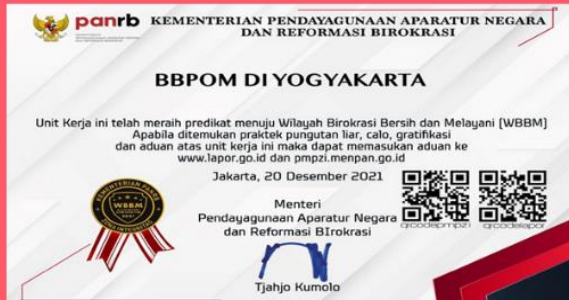 panrb KEMENTERIAN PENDAYAGUNAAN APARATUR NEGARA
DAN REFORMASI BIROKRASI
BBPOM DI YOGYAKARTA
Unit Kerja ini telah meraih predikat menuju Wilayah Birokrasi Bersih dan Melayani (WBBM)
Apabila ditemukan praktek pungutan liar, calo, gratifikasi
dan aduan atas unit kerja ini maka dapat memasukan aduan ke
www.lapor.go.id dan pmpzi.menpan.go.id
Jakarta, 20 Desember 2021
Menteri
Pendayagunaan Aparatur Negara
dan Reformasi BIrokrasi
qrcodepmpzi
qrcodelapor
KEMENTERIAN PANRB
WBBM
Tjahjo Kumolo